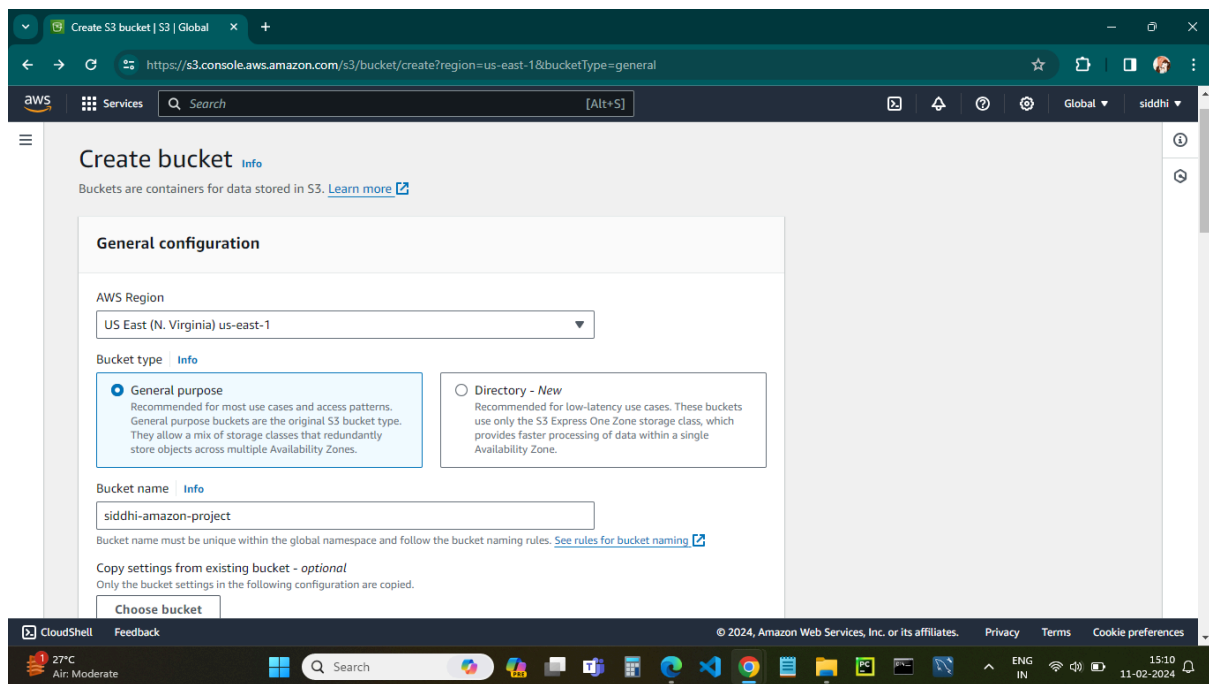 Create S3 bucket | S3 | Global
https://s3.console.aws.amazon.com/s3/bucket/create?region=us-east-1&bucketType=general
aws Services Search [Alt+S] Global siddhi
Create bucket Info
Buckets are containers for data stored in S3. Learn more
General configuration
AWS Region
US East (N. Virginia) us-east-1
Bucket type Info
General purpose
Recommended for most use cases and access patterns.
General purpose buckets are the original S3 bucket type.
They allow a mix of storage classes that redundantly
store objects across multiple Availability Zones.
Directory - New
Recommended for low-latency use cases. These buckets
use only the S3 Express One Zone storage class, which
provides faster processing of data within a single
Availability Zone.
Bucket name Info
siddhi-amazon-project
Bucket name must be unique within the global namespace and follow the bucket naming rules. See rules for bucket naming
Copy settings from existing bucket - optional
Only the bucket settings in the following configuration are copied.
Choose bucket
CloudShell Feedback © 2024, Amazon Web Services, Inc. or its affiliates. Privacy Terms Cookie preferences
1
27°C
Air: Moderate
Search
PRE
PC
ENG
IN
15:10
11-02-2024